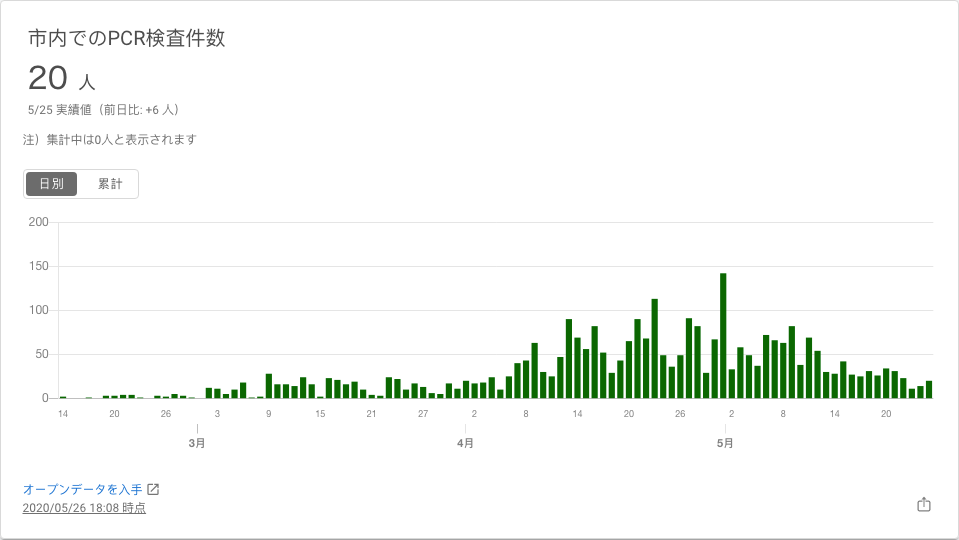 市内でのPCR検査件数
20 人
5/25 実績値（前日比: +6 人）
注）集計中は0人と表示されます
日別 累計
200
150
100
50
0
14 20 26 3 9 15 21 27 2 8 14 20 26 2 8 14 20
3月 4月 5月
オープンデータを入手
2020/05/26 18:08 時点